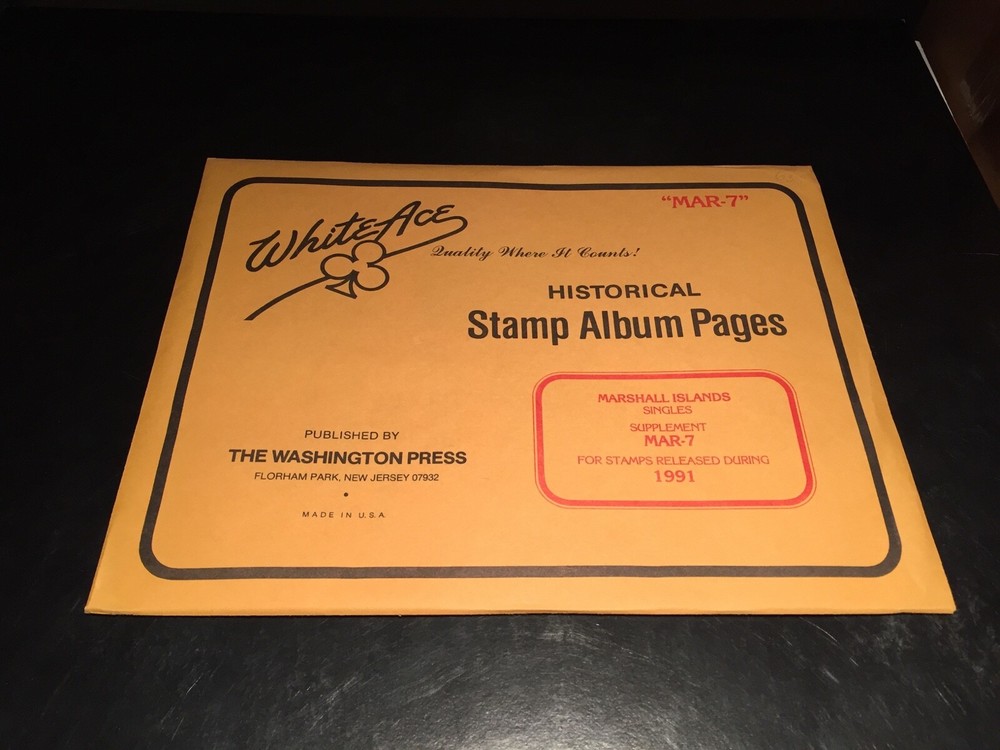 "MAR-7"
White Ace
Quality Where It Counts!
HISTORICAL
Stamp Album Pages
MARSHALL ISLANDS
SINGLES
SUPPLEMENT
MAR-7
FOR STAMPS RELEASED DURING
1991
PUBLISHED BY
THE WASHINGTON PRESS
FLORHAM PARK, NEW JERSEY 07932
•
MADE IN U.S.A.